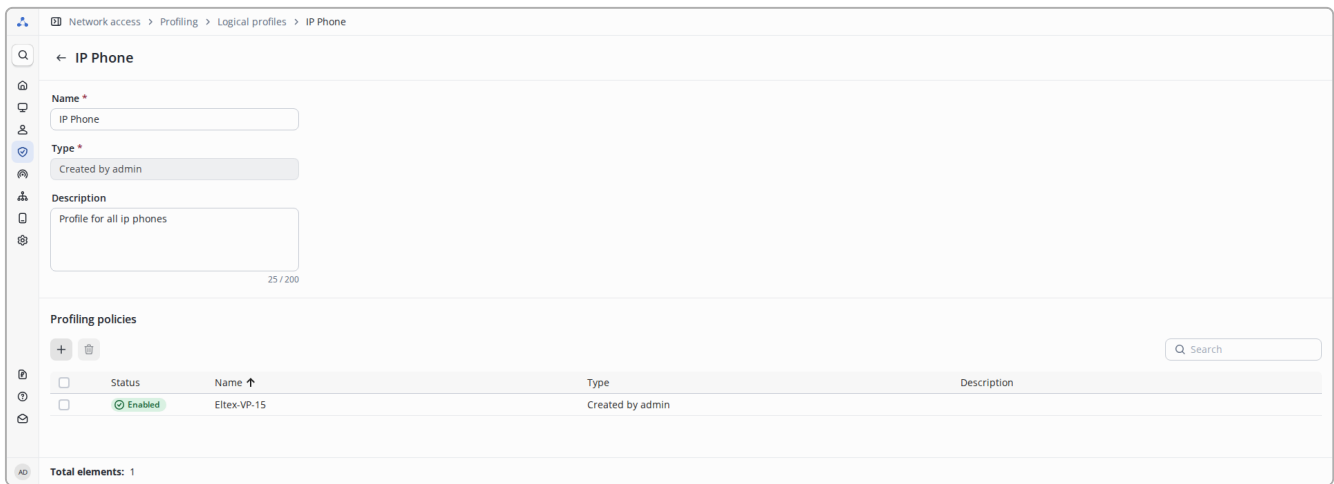 Network access > Profiling > Logical profiles > IP Phone
← IP Phone
Name *
IP Phone
Type *
Created by admin
Description
Profile for all ip phones
25 / 200
Profiling policies
Search
Status Name ↑ Type Description
Enabled Eltex-VP-15 Created by admin
AD
Total elements: 1